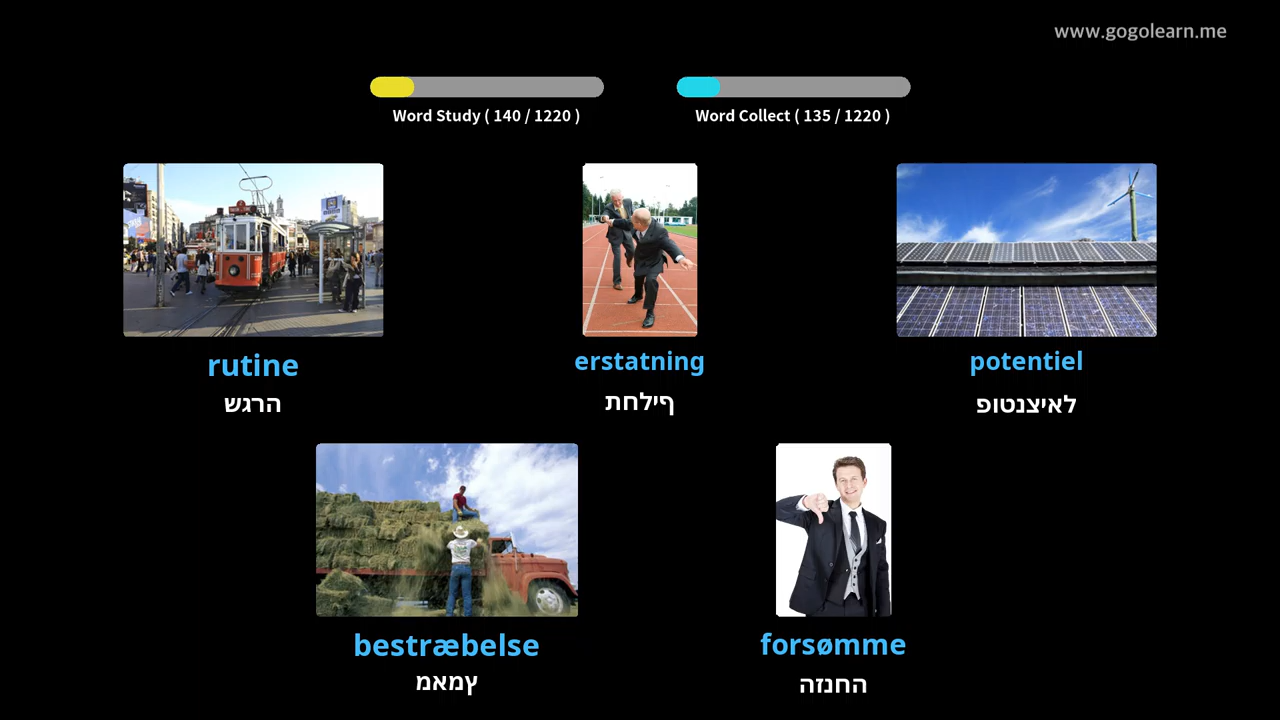 www.gogolearn.me
Word Study ( 140 / 1220 )
Word Collect ( 135 / 1220 )
rutine
הרגש
erstatning
ףילחת
potentiel
לאיצנטופ
bestræbelse
ץמאמ
forsømme
החנזה